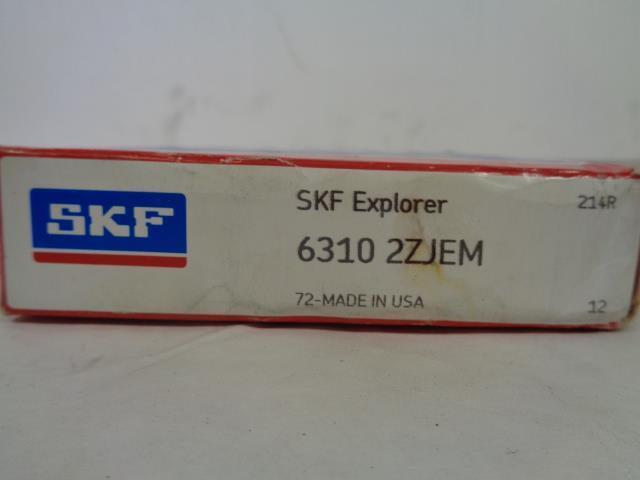 SKF
SKF Explorer
214R
6310 2ZJEM
72-MADE IN USA
12